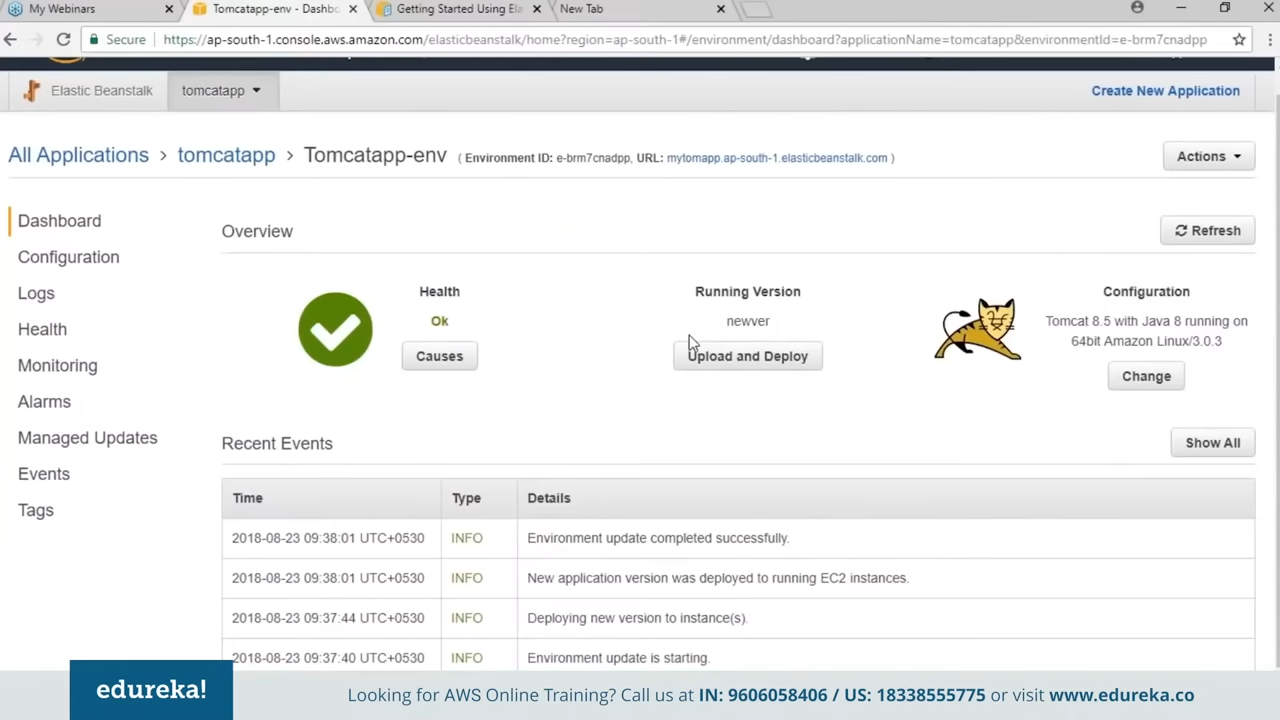 My Webinars
Tomcatapp-env - Dashbo
Getting Started Using Ela
New Tab
Secure
https://ap-south-1.console.aws.amazon.com/elasticbeanstalk/home?region=ap-south-1#/environment/dashboard?applicationName=tomcatapp&environmentId=e-brm7cnadpp
Elastic Beanstalk
tomcatapp
Create New Application
All Applications > tomcatapp > Tomcatapp-env ( Environment ID: e-brm7cnadpp, URL: mytomapp.ap-south-1.elasticbeanstalk.com )
Actions
Dashboard
Configuration
Logs
Health
Monitoring
Alarms
Managed Updates
Events
Tags
Overview
Refresh
Health
Ok
Causes
Running Version
newver
Upload and Deploy
Configuration
Tomcat 8.5 with Java 8 running on
64bit Amazon Linux/3.0.3
Change
Recent Events
Show All
Time Type Details
2018-08-23 09:38:01 UTC+0530 INFO Environment update completed successfully.
2018-08-23 09:38:01 UTC+0530 INFO New application version was deployed to running EC2 instances.
2018-08-23 09:37:44 UTC+0530 INFO Deploying new version to instance(s).
2018-08-23 09:37:40 UTC+0530 INFO Environment update is starting.
edureka!
Looking for AWS Online Training? Call us at IN: 9606058406 / US: 18338555775 or visit www.edureka.co